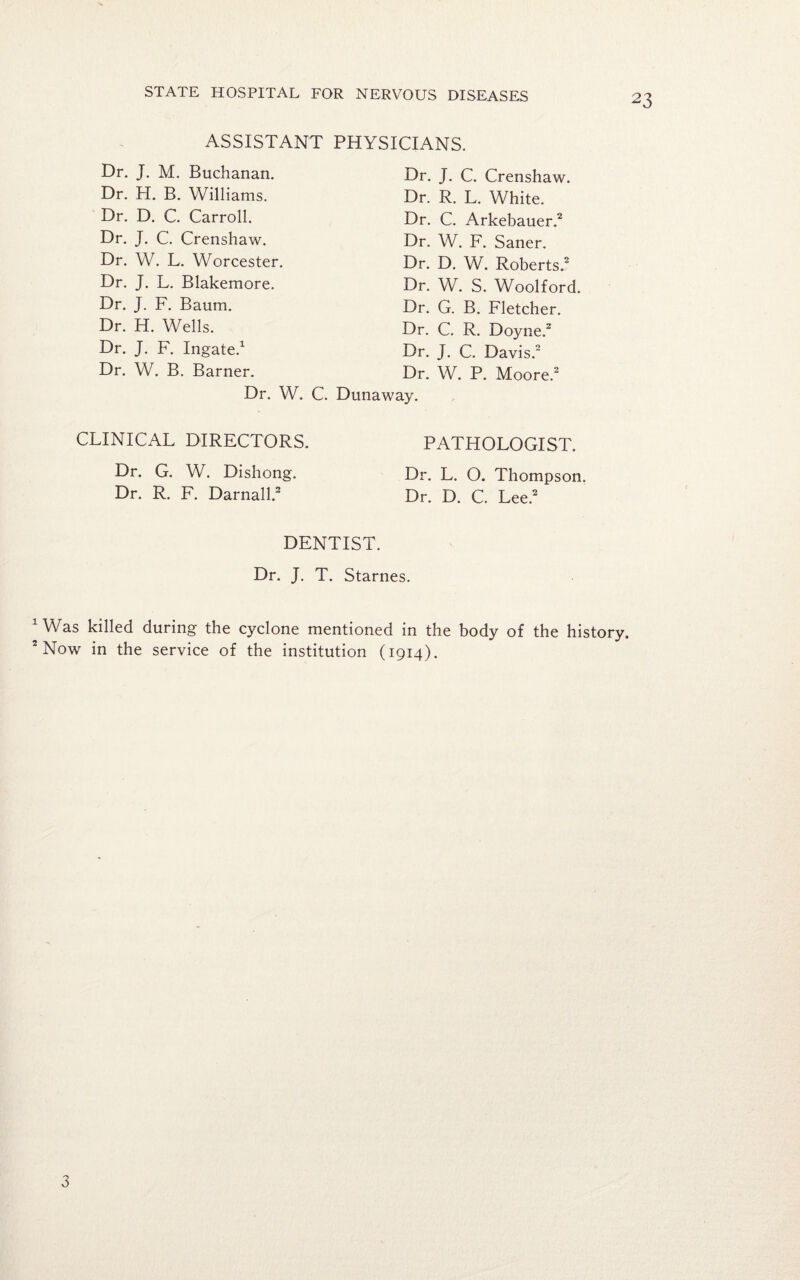 STATE HOSPITAL FOR NERVOUS DISEASES 23
ASSISTANT PHYSICIANS.
Dr. J. M. Buchanan.
Dr. H. B. Williams.
Dr. D. C. Carroll.
Dr. J. C. Crenshaw.
Dr. W. L. Worcester.
Dr. J. L. Blakemore.
Dr. J. F. Baum.
Dr. H. Wells.
Dr. J. F. Ingate.¹
Dr. W. B. Barner.
Dr. J. C. Crenshaw.
Dr. R. L. White.
Dr. C. Arkebauer.²
Dr. W. F. Saner.
Dr. D. W. Roberts.²
Dr. W. S. Woolford.
Dr. G. B. Fletcher.
Dr. C. R. Doyne.²
Dr. J. C. Davis.²
Dr. W. P. Moore.²
Dr. W. C. Dunaway.
CLINICAL DIRECTORS.
Dr. G. W. Dishong.
Dr. R. F. Darnall.²
PATHOLOGIST.
Dr. L. O. Thompson.
Dr. D. C. Lee.²
DENTIST.
Dr. J. T. Starnes.
¹ Was killed during the cyclone mentioned in the body of the history.
² Now in the service of the institution (1914).
3